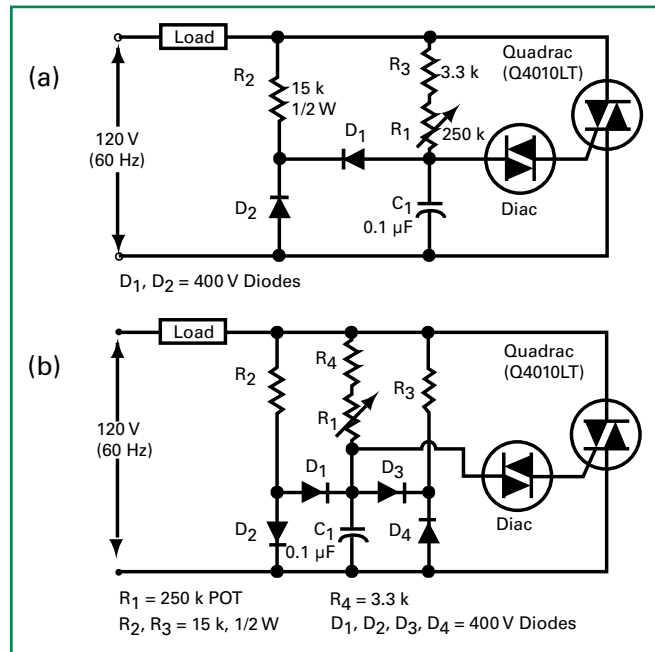 (a)
Load
R2
15 k
1/2 W
R3
3.3 k
R1
250 k
Quadrac
(Q4010LT)
120 V
(60 Hz)
D1
D2
C1
0.1 µF
Diac
D1, D2 = 400 V Diodes
(b)
Load
R2
R4
R1
R3
Quadrac
(Q4010LT)
120 V
(60 Hz)
D1
D3
D2
C1
0.1 µF
D4
Diac
R1 = 250 k POT
R4 = 3.3 k
R2, R3 = 15 k, 1/2 W
D1, D2, D3, D4 = 400 V Diodes